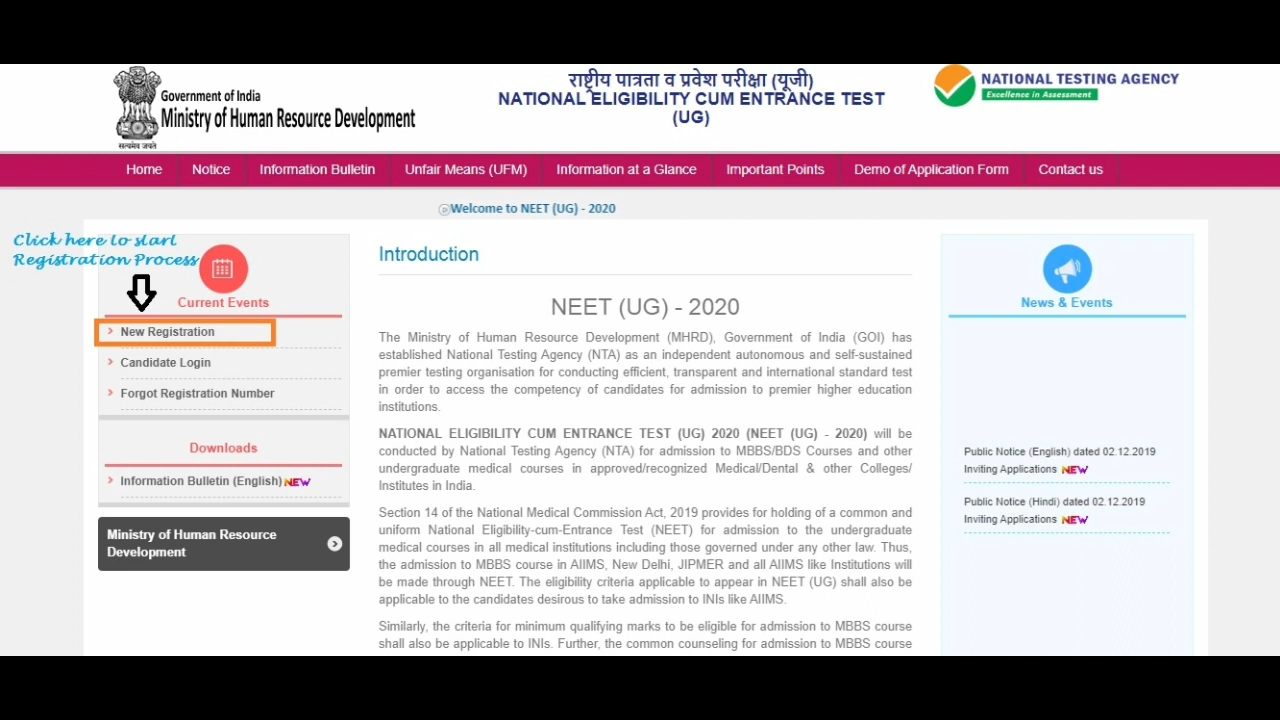 Government of India
Ministry of Human Resource Development
सत्यमेव जयते
राष्ट्रीय पात्रता व प्रवेश परीक्षा (यूजी)
NATIONAL ELIGIBILITY CUM ENTRANCE TEST
(UG)
NATIONAL TESTING AGENCY
Excellence in Assessment
Home Notice Information Bulletin Unfair Means (UFM) Information at a Glance Important Points Demo of Application Form Contact us
Welcome to NEET (UG) - 2020
Click here to start
Registration Process
Current Events
New Registration
Candidate Login
Forgot Registration Number
Downloads
Information Bulletin (English) NEW
Ministry of Human Resource
Development
Introduction
NEET (UG) - 2020
The Ministry of Human Resource Development (MHRD), Government of India (GOI) has
established National Testing Agency (NTA) as an independent autonomous and self-sustained
premier testing organisation for conducting efficient, transparent and international standard test
in order to access the competency of candidates for admission to premier higher education
institutions.
NATIONAL ELIGIBILITY CUM ENTRANCE TEST (UG) 2020 (NEET (UG) - 2020) will be
conducted by National Testing Agency (NTA) for admission to MBBS/BDS Courses and other
undergraduate medical courses in approved/recognized Medical/Dental & other Colleges/
Institutes in India.
Section 14 of the National Medical Commission Act, 2019 provides for holding of a common and
uniform National Eligibility-cum-Entrance Test (NEET) for admission to the undergraduate
medical courses in all medical institutions including those governed under any other law. Thus,
the admission to MBBS course in AIIMS, New Delhi, JIPMER and all AIIMS like Institutions will
be made through NEET. The eligibility criteria applicable to appear in NEET (UG) shall also be
applicable to the candidates desirous to take admission to INIs like AIIMS.
Similarly, the criteria for minimum qualifying marks to be eligible for admission to MBBS course
shall also be applicable to INIs. Further, the common counseling for admission to MBBS course
News & Events
Public Notice (English) dated 02.12.2019
Inviting Applications NEW
Public Notice (Hindi) dated 02.12.2019
Inviting Applications NEW